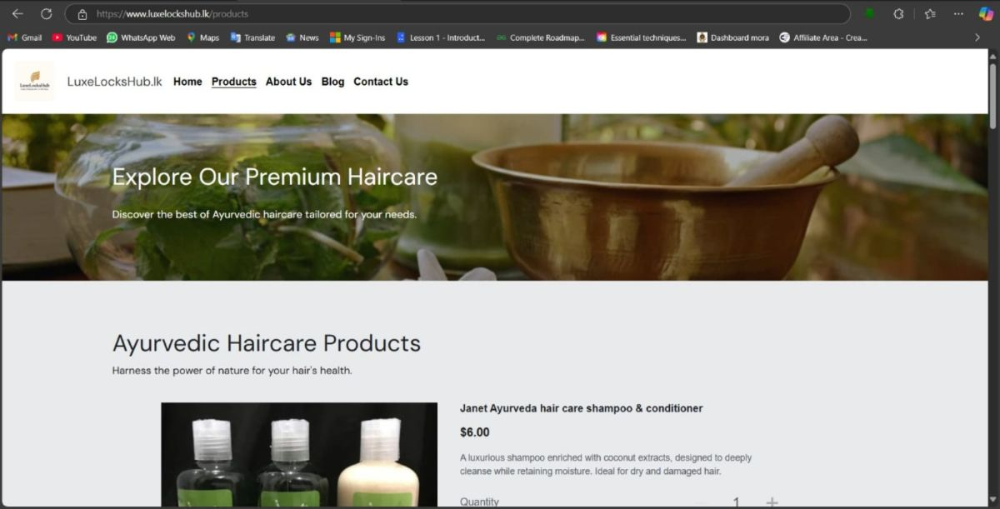 https://www.luxelockshub.lk/products
Gmail
YouTube
WhatsApp Web
Maps
Translate
News
My Sign-Ins
Lesson 1 - Introduct...
Complete Roadmap...
Essential techniques...
Dashboard mora
Affiliate Area - Crea...
LuxeLocksHub
LuxeLocksHub.lk
Home
Products
About Us
Blog
Contact Us
Explore Our Premium Haircare
Discover the best of Ayurvedic haircare tailored for your needs.
Ayurvedic Haircare Products
Harness the power of nature for your hair's health.
Janet Ayurveda hair care shampoo & conditioner
$6.00
A luxurious shampoo enriched with coconut extracts, designed to deeply
cleanse while retaining moisture. Ideal for dry and damaged hair.
Quantity
1 +